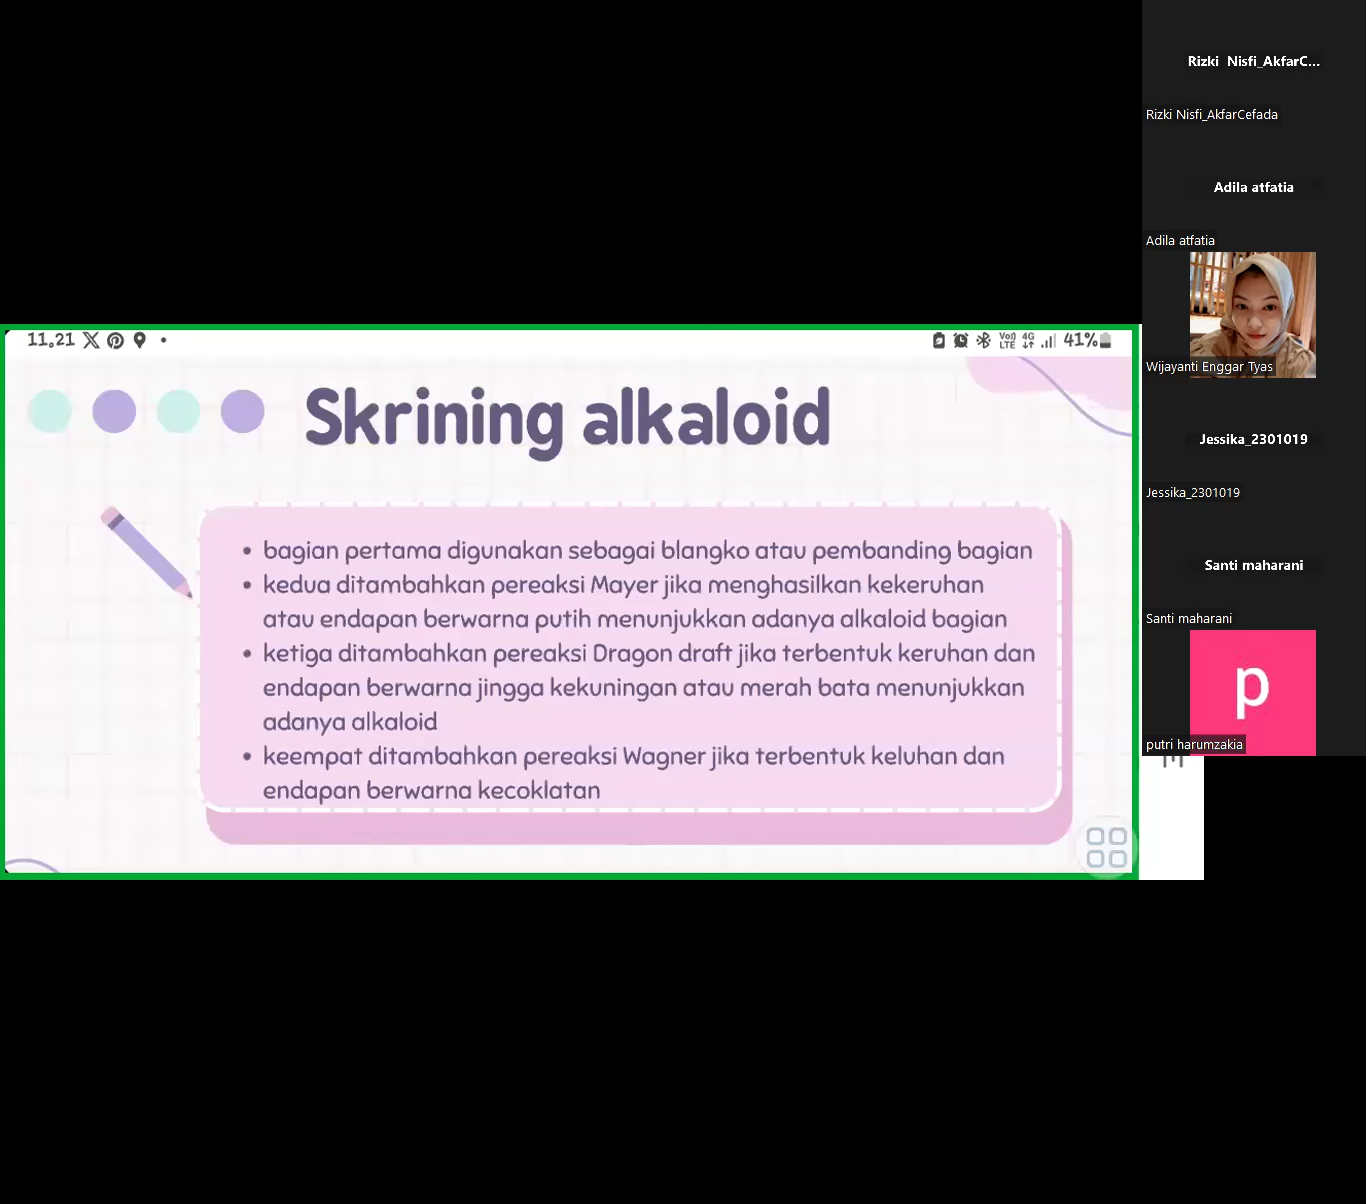 11.21
Vo))
LTE
4G
41%
Skrining alkaloid
bagian pertama digunakan sebagai blangko atau pembanding bagian
kedua ditambahkan pereaksi Mayer jika menghasilkan kekeruhan
atau endapan berwarna putih menunjukkan adanya alkaloid bagian
ketiga ditambahkan pereaksi Dragon draft jika terbentuk keruhan dan
endapan berwarna jingga kekuningan atau merah bata menunjukkan
adanya alkaloid
keempat ditambahkan pereaksi Wagner jika terbentuk keluhan dan
endapan berwarna kecoklatan
Rizki Nisfi_AkfarC...
Rizki Nisfi_AkfarCefada
Adila atfatia
Adila atfatia
Wijayanti Enggar Tyas
Jessika_2301019
Jessika_2301019
Santi maharani
Santi maharani
p
putri harumzakia